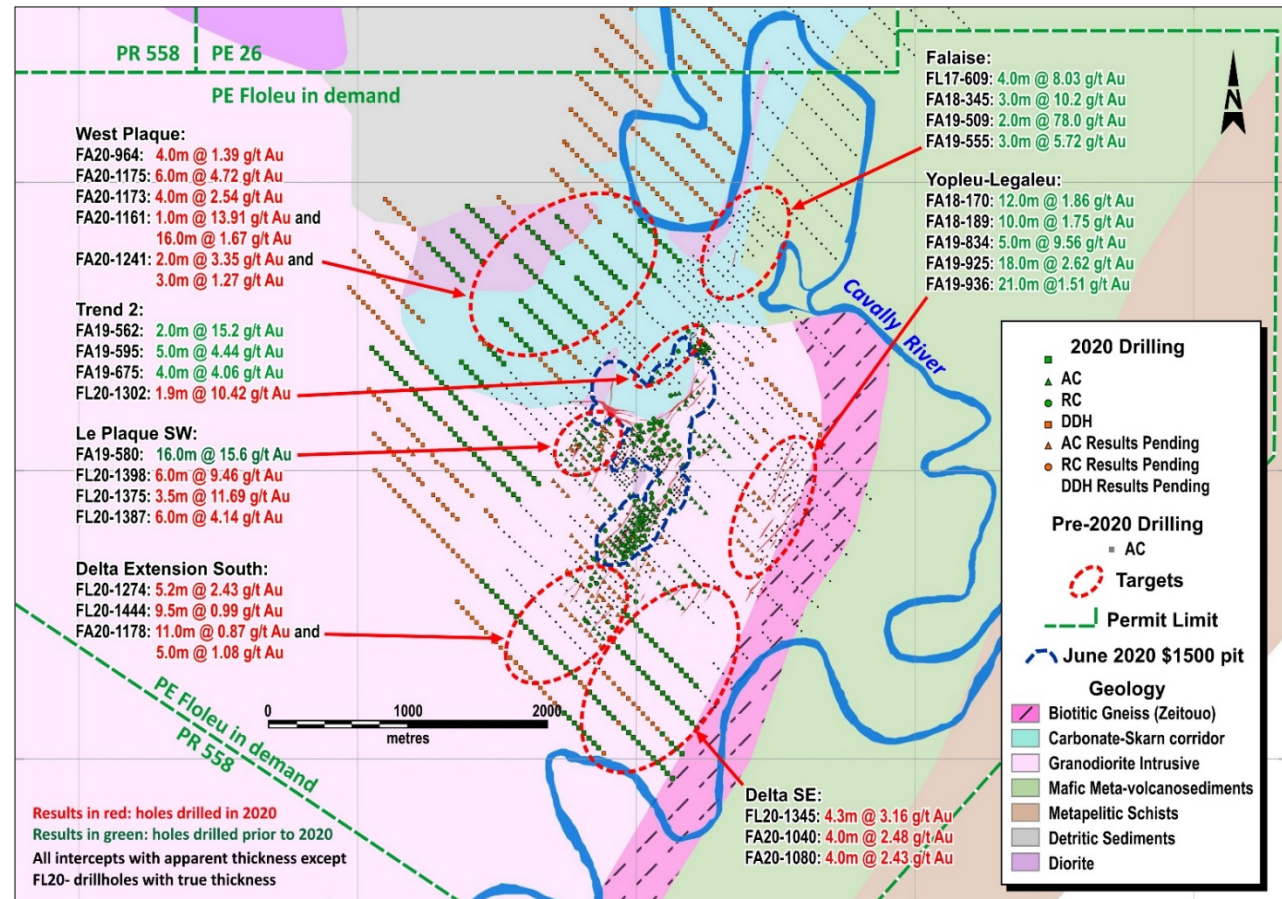 PR 558
PE 26
PE Floleu in demand
N
West Plaque:
FA20-964: 4.0m @ 1.39 g/t Au
FA20-1175: 6.0m @ 4.72 g/t Au
FA20-1173: 4.0m @ 2.54 g/t Au
FA20-1161: 1.0m @ 13.91 g/t Au and
16.0m @ 1.67 g/t Au
FA20-1241: 2.0m @ 3.35 g/t Au and
3.0m @ 1.27 g/t Au
Trend 2:
FA19-562: 2.0m @ 15.2 g/t Au
FA19-595: 5.0m @ 4.44 g/t Au
FA19-675: 4.0m @ 4.06 g/t Au
FL20-1302: 1.9m @ 10.42 g/t Au
Le Plaque SW:
FA19-580: 16.0m @ 15.6 g/t Au
FL20-1398: 6.0m @ 9.46 g/t Au
FL20-1375: 3.5m @ 11.69 g/t Au
FL20-1387: 6.0m @ 4.14 g/t Au
Delta Extension South:
FL20-1274: 5.2m @ 2.43 g/t Au
FL20-1444: 9.5m @ 0.99 g/t Au
FA20-1178: 11.0m @ 0.87 g/t Au and
5.0m @ 1.08 g/t Au
Falaise:
FL17-609: 4.0m @ 8.03 g/t Au
FA18-345: 3.0m @ 10.2 g/t Au
FA19-509: 2.0m @ 78.0 g/t Au
FA19-555: 3.0m @ 5.72 g/t Au
Yopleu-Legaleu:
FA18-170: 12.0m @ 1.86 g/t Au
FA18-189: 10.0m @ 1.75 g/t Au
FA19-834: 5.0m @ 9.56 g/t Au
FA19-925: 18.0m @ 2.62 g/t Au
FA19-936: 21.0m @1.51 g/t Au
Cavally River
Delta SE:
FL20-1345: 4.3m @ 3.16 g/t Au
FA20-1040: 4.0m @ 2.48 g/t Au
FA20-1080: 4.0m @ 2.43 g/t Au
0 1000 2000
metres
PE Floleu in demand
PR 558
Results in red: holes drilled in 2020
Results in green: holes drilled prior to 2020
All intercepts with apparent thickness except
FL20- drillholes with true thickness
2020 Drilling
AC
RC
DDH
AC Results Pending
RC Results Pending
DDH Results Pending
Pre-2020 Drilling
AC
Targets
Permit Limit
June 2020 $1500 pit
Geology
Biotitic Gneiss (Zeitouo)
Carbonate-Skarn corridor
Granodiorite Intrusive
Mafic Meta-volcanosediments
Metapelitic Schists
Detritic Sediments
Diorite